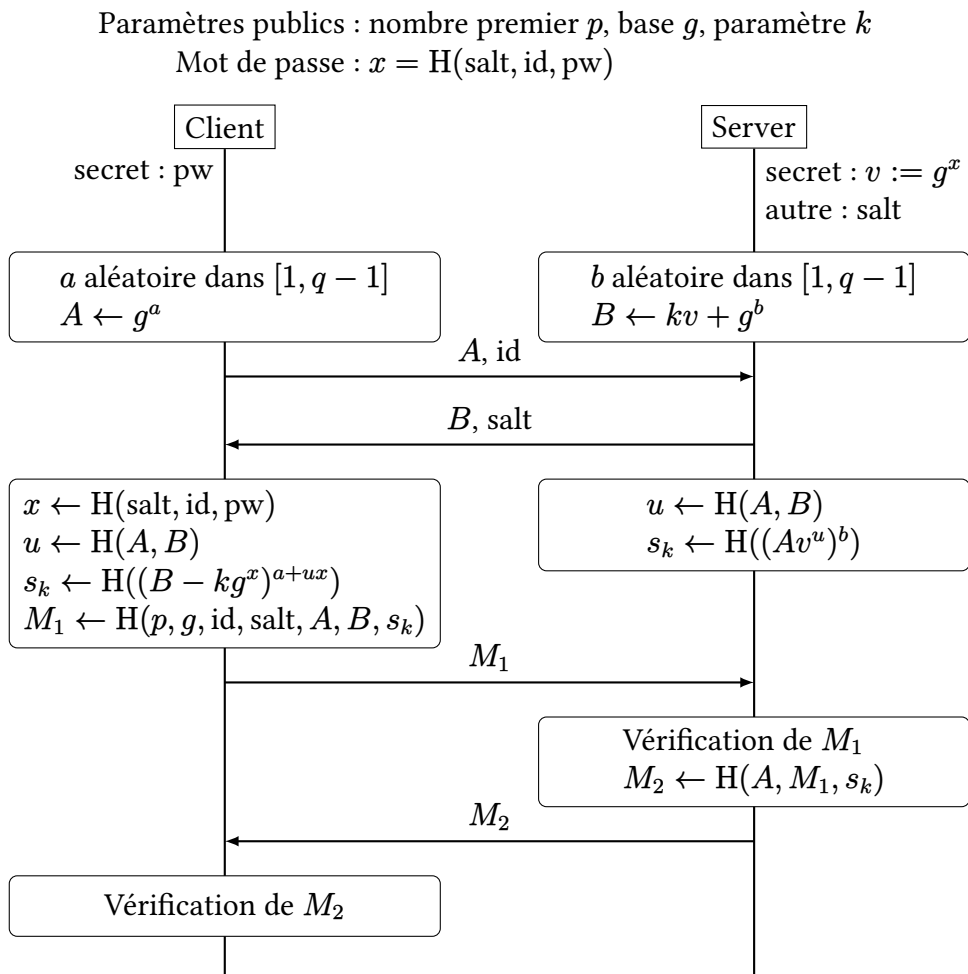 Paramètres publics : nombre premier p, base g, paramètre k
Mot de passe : x = H(salt, id, pw)
Client
Server
secret : pw
secret : v := g^x
autre : salt
a aléatoire dans [1, q − 1]
A ← g^a
b aléatoire dans [1, q − 1]
B ← kv + g^b
A, id
B, salt
x ← H(salt, id, pw)
u ← H(A, B)
s_k ← H((B − kg^x)^{a+ux})
M_1 ← H(p, g, id, salt, A, B, s_k)
u ← H(A, B)
s_k ← H((Av^u)^b)
M_1
Vérification de M_1
M_2 ← H(A, M_1, s_k)
M_2
Vérification de M_2